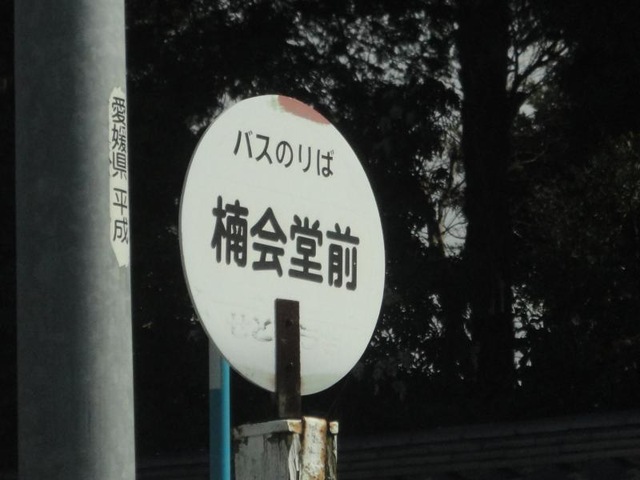 愛媛県 平成
バスのりば
楠会堂前